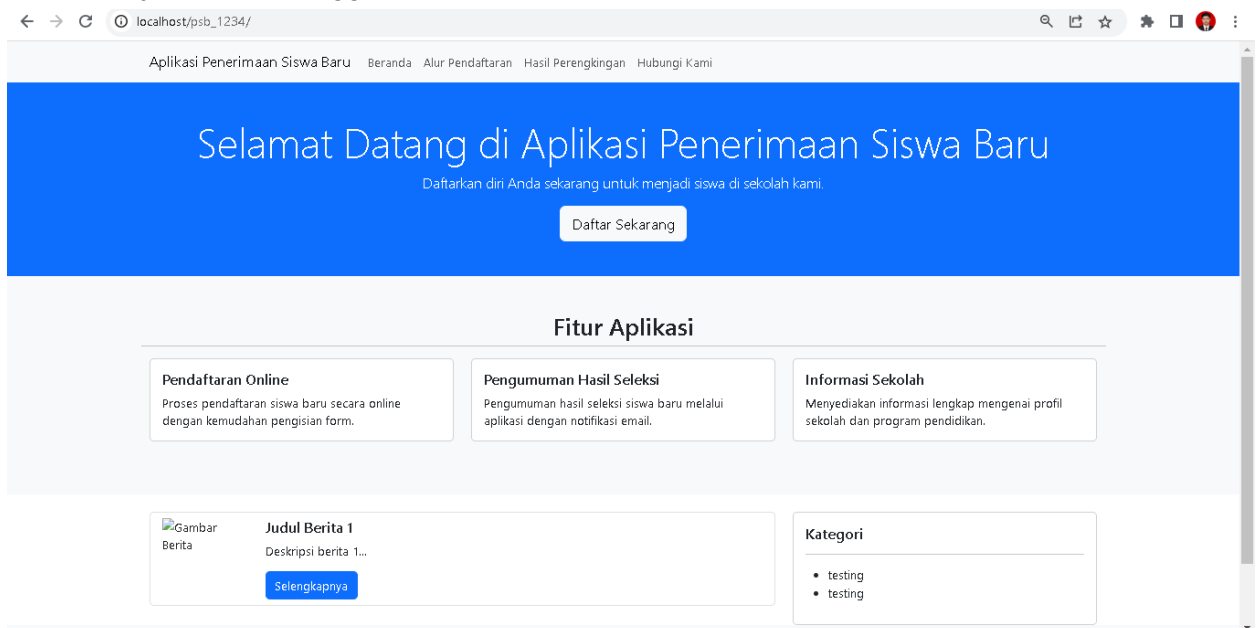 localhost/psb_1234/
Aplikasi Penerimaan Siswa Baru Beranda Alur Pendaftaran Hasil Perengkingan Hubungi Kami
Selamat Datang di Aplikasi Penerimaan Siswa Baru
Daftarkan diri Anda sekarang untuk menjadi siswa di sekolah kami.
Daftar Sekarang
Fitur Aplikasi
Pendaftaran Online
Proses pendaftaran siswa baru secara online
dengan kemudahan pengisian form.
Pengumuman Hasil Seleksi
Pengumuman hasil seleksi siswa baru melalui
aplikasi dengan notifikasi email.
Informasi Sekolah
Menyediakan informasi lengkap mengenai profil
sekolah dan program pendidikan.
Gambar
Berita
Judul Berita 1
Deskripsi berita 1...
Selengkapnya
Kategori
testing
testing